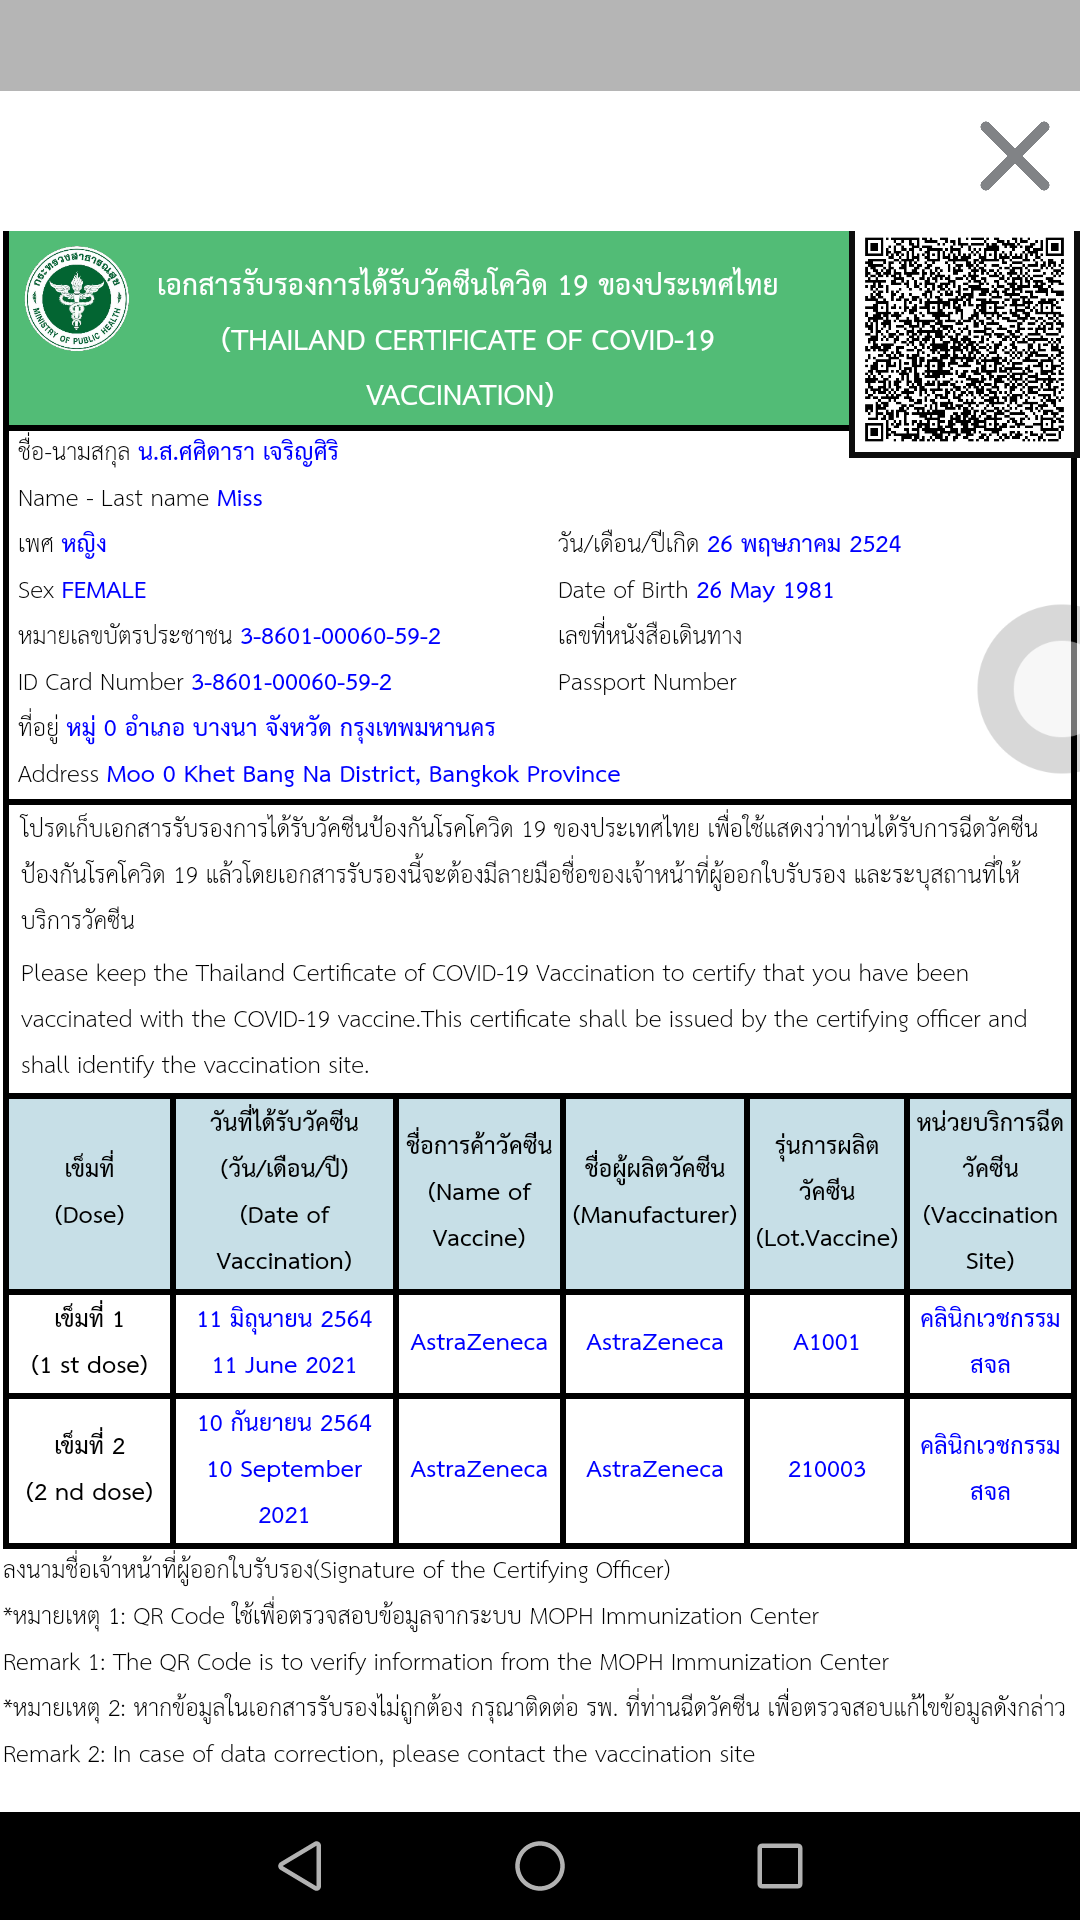 กระทรวงสาธารณสุข
MINISTRY OF PUBLIC HEALTH
เอกสารรับรองการได้รับวัคซีนโควิด 19 ของประเทศไทย
(THAILAND CERTIFICATE OF COVID-19
VACCINATION)
ชื่อ-นามสกุล น.ส.ศศิดารา เจริญศิริ
Name - Last name Miss
เพศ หญิง
วัน/เดือน/ปีเกิด 26 พฤษภาคม 2524
Sex FEMALE
Date of Birth 26 May 1981
หมายเลขบัตรประชาชน 3-8601-00060-59-2
เลขที่หนังสือเดินทาง
ID Card Number 3-8601-00060-59-2
Passport Number
ที่อยู่ หมู่ 0 อำเภอ บางนา จังหวัด กรุงเทพมหานคร
Address Moo 0 Khet Bang Na District, Bangkok Province
โปรดเก็บเอกสารรับรองการได้รับวัคซีนป้องกันโรคโควิด 19 ของประเทศไทย เพื่อใช้แสดงว่าท่านได้รับการฉีดวัคซีน
ป้องกันโรคโควิด 19 แล้วโดยเอกสารรับรองนี้จะต้องมีลายมือชื่อของเจ้าหน้าที่ผู้ออกใบรับรอง และระบุสถานที่ให้
บริการวัคซีน
Please keep the Thailand Certificate of COVID-19 Vaccination to certify that you have been
vaccinated with the COVID-19 vaccine.This certificate shall be issued by the certifying officer and
shall identify the vaccination site.
เข็มที่
(Dose)
วันที่ได้รับวัคซีน
(วัน/เดือน/ปี)
(Date of
Vaccination)
ชื่อการค้าวัคซีน
(Name of
Vaccine)
ชื่อผู้ผลิตวัคซีน
(Manufacturer)
รุ่นการผลิต
วัคซีน
(Lot.Vaccine)
หน่วยบริการฉีด
วัคซีน
(Vaccination
Site)
เข็มที่ 1
(1 st dose)
11 มิถุนายน 2564
11 June 2021
AstraZeneca
AstraZeneca
A1001
คลินิกเวชกรรม
สจล
เข็มที่ 2
(2 nd dose)
10 กันยายน 2564
10 September
2021
AstraZeneca
AstraZeneca
210003
คลินิกเวชกรรม
สจล
ลงนามชื่อเจ้าหน้าที่ผู้ออกใบรับรอง(Signature of the Certifying Officer)
*หมายเหตุ 1: QR Code ใช้เพื่อตรวจสอบข้อมูลจากระบบ MOPH Immunization Center
Remark 1: The QR Code is to verify information from the MOPH Immunization Center
*หมายเหตุ 2: หากข้อมูลในเอกสารรับรองไม่ถูกต้อง กรุณาติดต่อ รพ. ที่ท่านฉีดวัคซีน เพื่อตรวจสอบแก้ไขข้อมูลดังกล่าว
Remark 2: In case of data correction, please contact the vaccination site